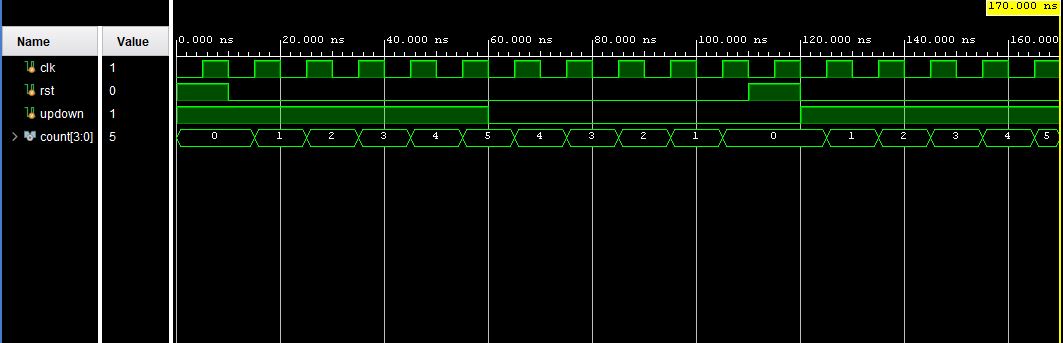 170.000 ns
Name Value 0.000 ns 20.000 ns 40.000 ns 60.000 ns 80.000 ns 100.000 ns 120.000 ns 140.000 ns 160.000
clk 1
rst 0
updown 1
count[3:0] 5 0 1 2 3 4 5 4 3 2 1 0 1 2 3 4 5